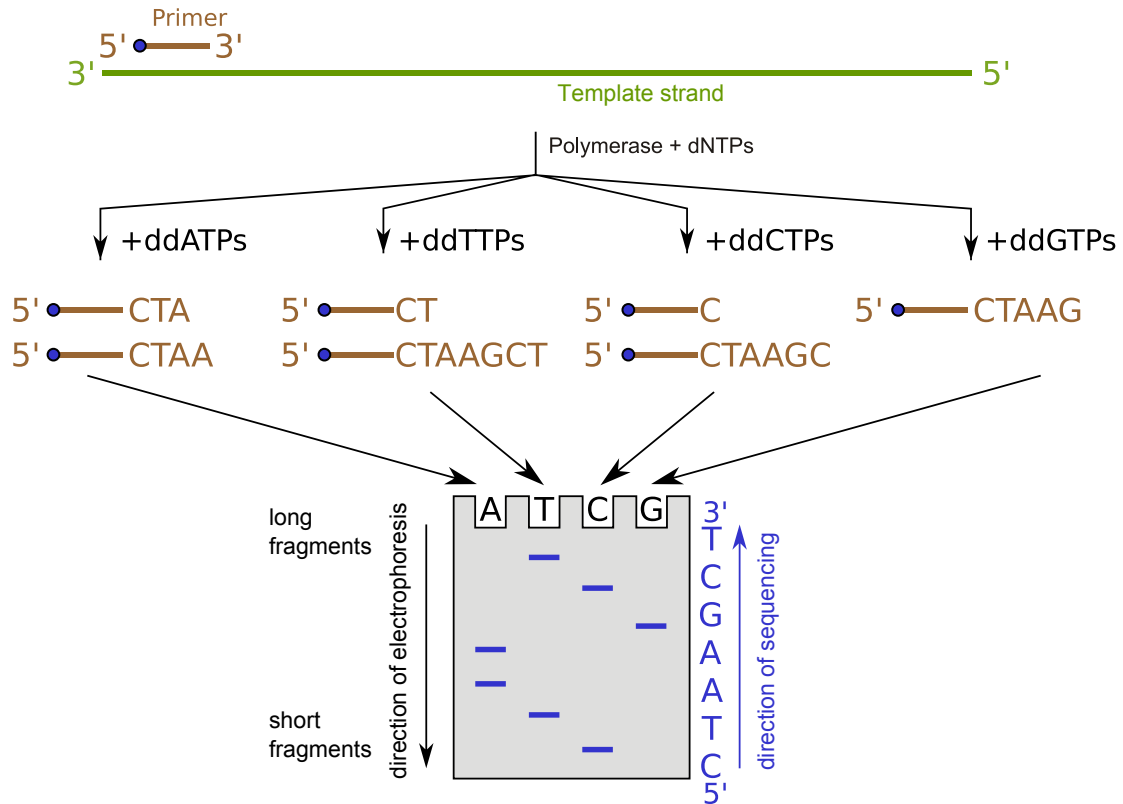 Primer
5' 3'
3' 5'
Template strand
Polymerase + dNTPs
+ddATPs +ddTTPs +ddCTPs +ddGTPs
5' CTA 5' CT 5' C 5' CTAAG
5' CTAA 5' CTAAGCT 5' CTAAGC
A T C G
long
fragments
short
fragments
direction of electrophoresis
3'
T
C
G
A
A
T
C
5'
direction of sequencing